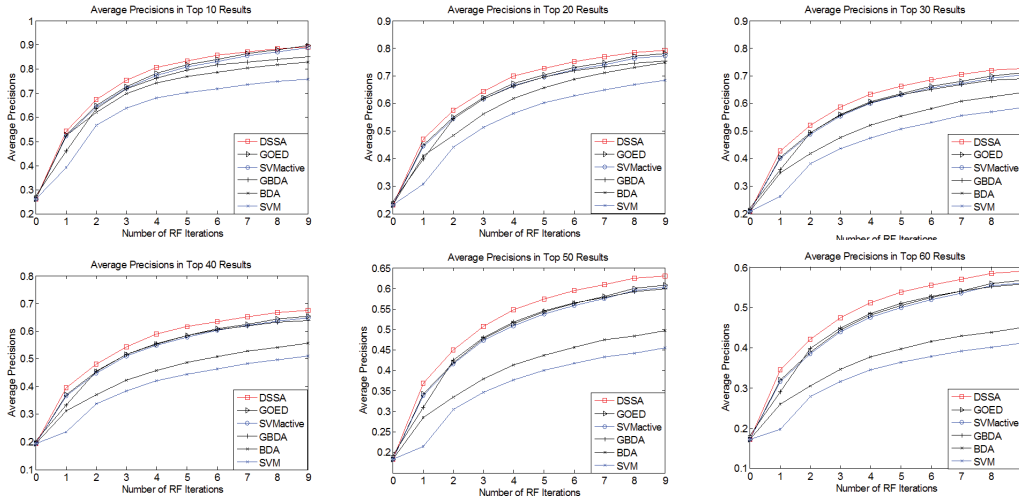 Average Precisions in Top 10 Results
Average Precisions
1
0.9
0.8
0.7
0.6
0.5
0.4
0.3
0.2
DSSA
GOED
SVMactive
GBDA
BDA
SVM
0 1 2 3 4 5 6 7 8 9
Number of RF Iterations
Average Precisions in Top 20 Results
Average Precisions
0.9
0.8
0.7
0.6
0.5
0.4
0.3
0.2
DSSA
GOED
SVMactive
GBDA
BDA
SVM
0 1 2 3 4 5 6 7 8 9
Number of RF Iterations
Average Precisions in Top 30 Results
Average Precisions
0.9
0.8
0.7
0.6
0.5
0.4
0.3
0.2
DSSA
GOED
SVMactive
GBDA
BDA
SVM
0 1 2 3 4 5 6 7 8
Number of RF Iterations
Average Precisions in Top 40 Results
Average Precisions
0.8
0.7
0.6
0.5
0.4
0.3
0.2
0.1
DSSA
GOED
SVMactive
GBDA
BDA
SVM
0 1 2 3 4 5 6 7 8 9
Number of RF Iterations
Average Precisions in Top 50 Results
Average Precisions
0.65
0.6
0.55
0.5
0.45
0.4
0.35
0.3
0.25
0.2
DSSA
GOED
SVMactive
GBDA
BDA
SVM
0 1 2 3 4 5 6 7 8 9
Number of RF Iterations
Average Precisions in Top 60 Results
Average Precisions
0.6
0.5
0.4
0.3
0.2
0.1
DSSA
GOED
SVMactive
GBDA
BDA
SVM
0 1 2 3 4 5 6 7 8
Number of RF Iterations